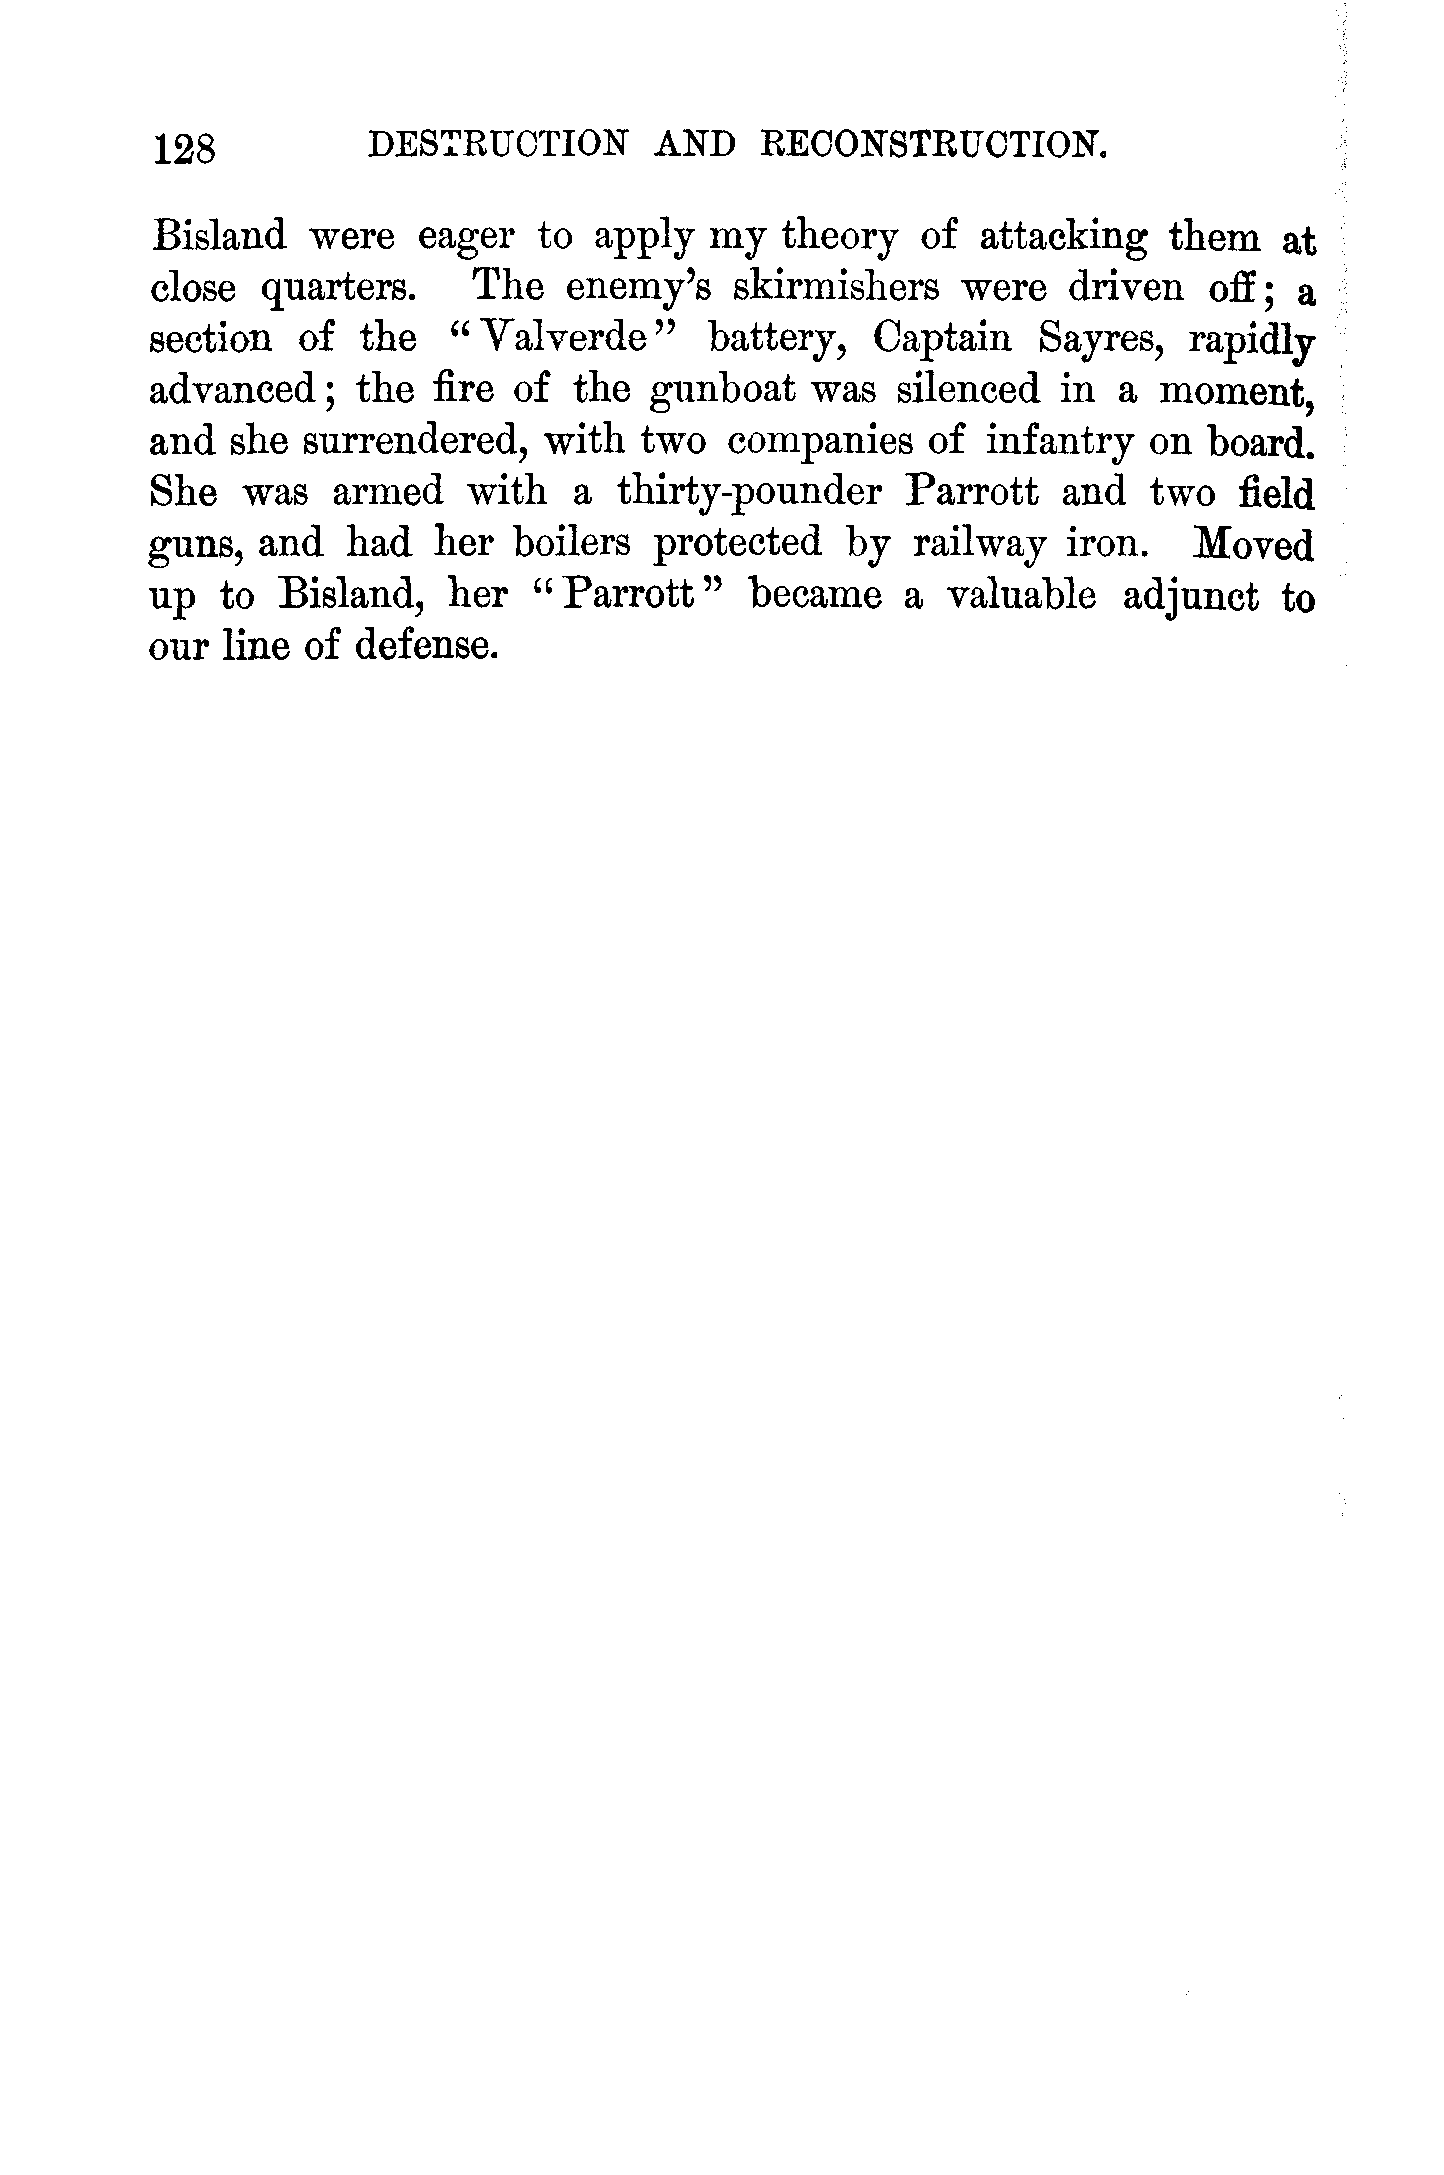 128 DESTRUCTION AND RECONSTRUCTION.
Bisland were eager to apply my theory of attacking them at
close quarters. The enemy's skirmishers were driven off; a
section of the "Valverde" battery, Captain Sayres, rapidly
advanced; the fire of the gunboat was silenced in a moment,
and she surrendered, with two companies of infantry on board.
She was armed with a thirty-pounder Parrott and two field
guns, and had her boilers protected by railway iron. Moved
up to Bisland, her "Parrott" became a valuable adjunct to
our line of defense.